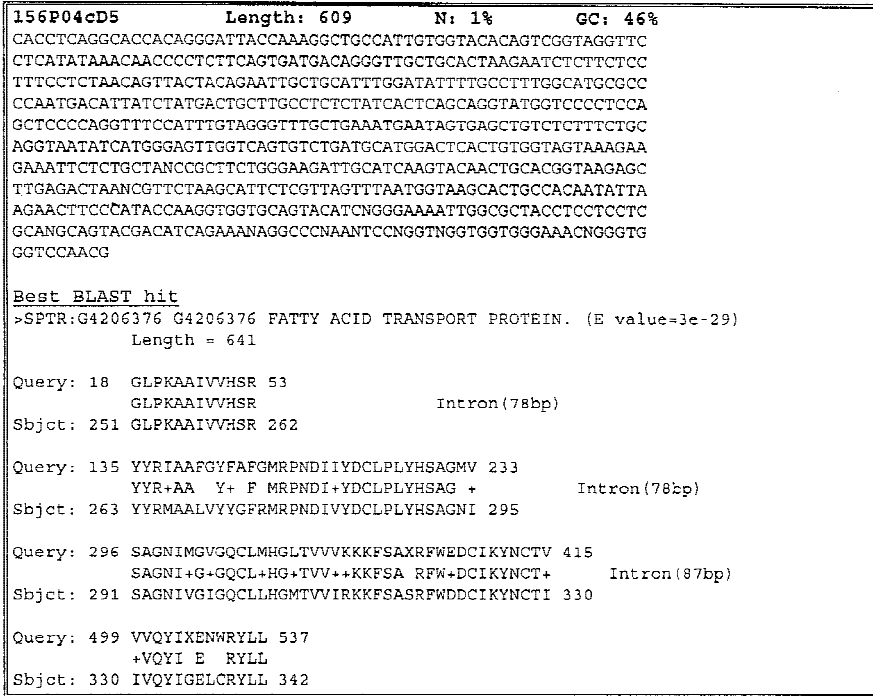 156P04cD5 Length: 609 N: 1% GC: 46%
CACCTCAGGCACCACAGGGATTACCAAAGGCTGCCATTGTGGTACACAGTCGGTAGGTTC
CTCATATAAACAACCCCTCTTCAGTGATGACAGGGTTGCTGCACTAAGAATCTCTTCTCC
TTTCCTCTAACAGTTACTACAGAATTGCTGCATTTGGATATTTTGCCTTTGGCATGCGCC
CCAATGACATTATCTATGACTGCTTGCCTCTCTATCACTCAGCAGGTATGGTCCCCTCCA
GCTCCCCAGGTTTCCATTTGTAGGGTTTGCTGAAATGAATAGTGAGCTGTCTCTTTCTGC
AGGTAATATCATGGGAGTTGGTCAGTGTCTGATGCATGGACTCACTGTGGTAGTAAAGAA
GAAATTCTCTGCTANCCGCTTCTGGGAAGATTGCATCAAGTACAACTGCACGGTAAGAGC
TTGAGACTAANCGTTCTAAGCATTCTCGTTAGTTTAATGGTAAGCACTGCCACAATATTA
AGAACTTCCCATACCAAGGTGGTGCAGTACATCNGGGAAAATTGGCGCTACCTCCTCCTC
GCANGCAGTACGACATCAGAAANAGGCCCNAANTCCNGGTNGGTGGTGGGAAACNGGGTG
GGTCCAACG
Best BLAST hit
>SPTR:G4206376 G4206376 FATTY ACID TRANSPORT PROTEIN. (E value=3e-29)
Length = 641
Query: 18 GLPKAAIVVHSR 53
GLPKAAIVVHSR Intron(78bp)
Sbjct: 251 GLPKAAIVVHSR 262
Query: 135 YYRIAAFGYFAFGMRPNDIIYDCLPLYHSAGMV 233
YYR+AA Y+ F MRPNDI+YDCLPLYHSAG + Intron(78bp)
Sbjct: 263 YYRMAALVYYGFRMRPNDIVYDCLPLYHSAGNI 295
Query: 296 SAGNIMGVGQCLMHGLTVVVKKKFSAXRFWEDCIKYNCTV 415
SAGNI+G+GQCL+HG+TVV++KKFSA RFW+DCIKYNCT+ Intron(87bp)
Sbjct: 291 SAGNIVGIGQCLLHGMTVVIRKKFSASRFWDDCIKYNCTI 330
Query: 499 VVQYIXENWRYLL 537
+VQYI E RYLL
Sbjct: 330 IVQYIGELCRYLL 342